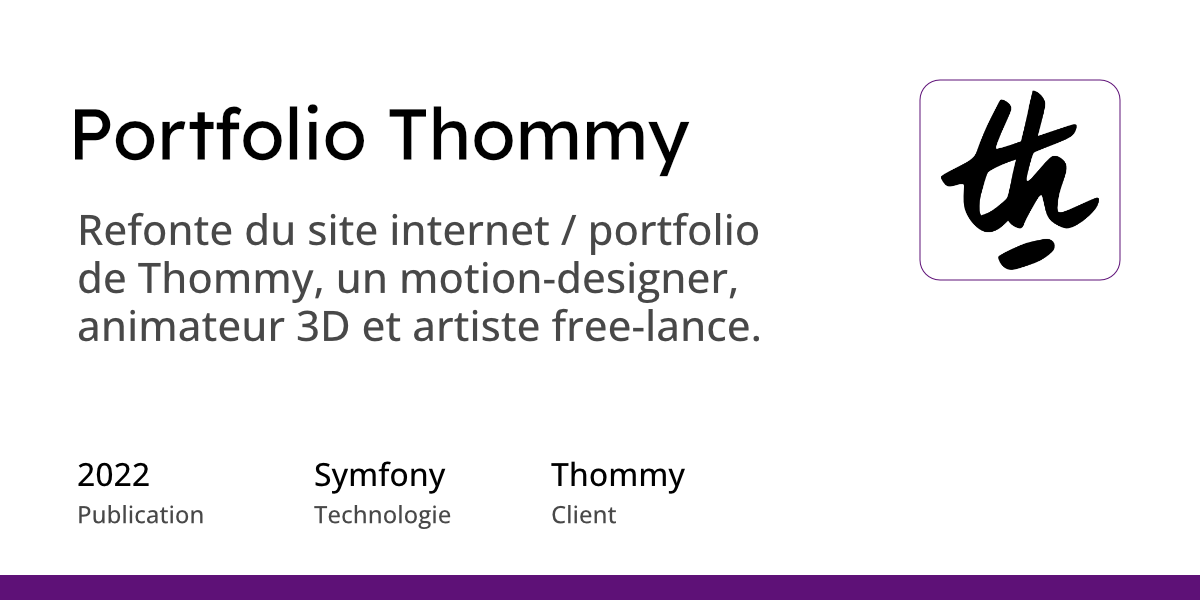 Portfolio Thommy
th
Refonte du site internet / portfolio
de Thommy, un motion-designer,
animateur 3D et artiste free-lance.
2022
Publication
Symfony
Technologie
Thommy
Client